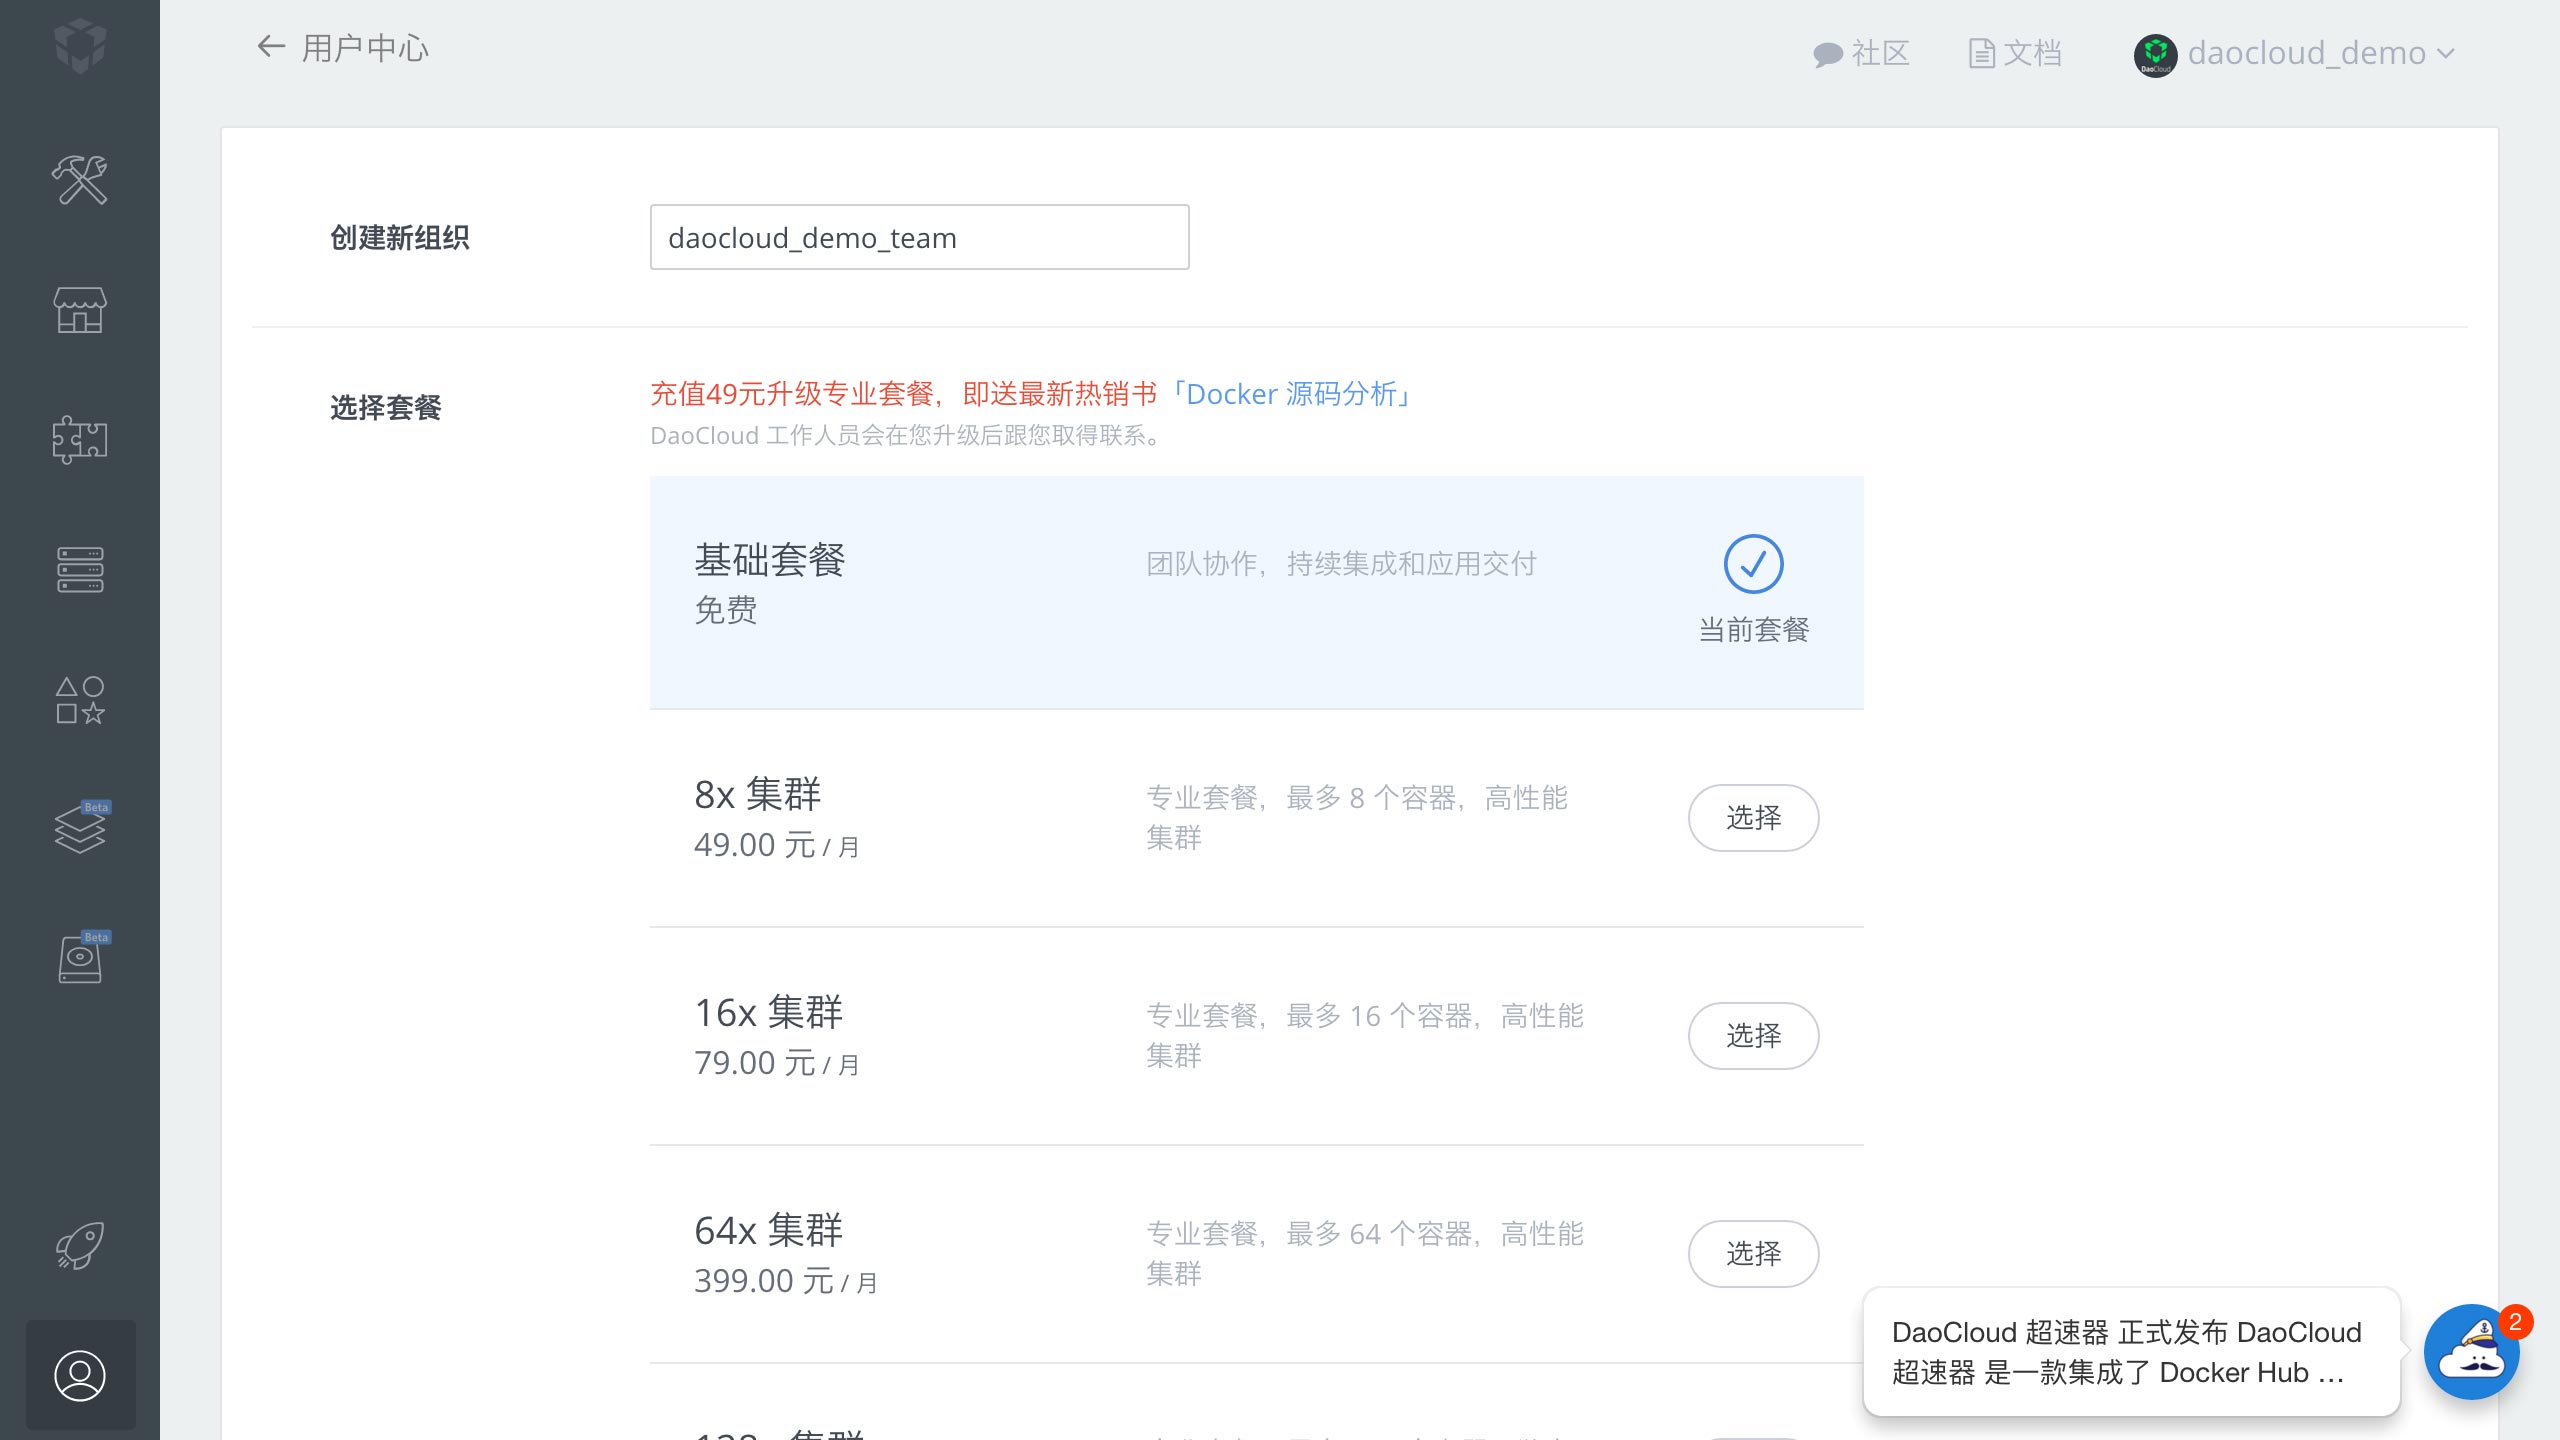 用户中心
社区
文档
daocloud_demo
创建新组织
daocloud_demo_team
选择套餐
充值49元升级专业套餐，即送最新热销书「Docker 源码分析」
DaoCloud 工作人员会在您升级后跟您取得联系。
基础套餐
免费
团队协作，持续集成和应用交付
当前套餐
8x 集群
49.00 元 / 月
专业套餐，最多 8 个容器，高性能
集群
选择
16x 集群
79.00 元 / 月
专业套餐，最多 16 个容器，高性能
集群
选择
64x 集群
399.00 元 / 月
专业套餐，最多 64 个容器，高性能
集群
选择
Beta
Beta
DaoCloud 超速器 正式发布 DaoCloud
超速器 是一款集成了 Docker Hub ...
2